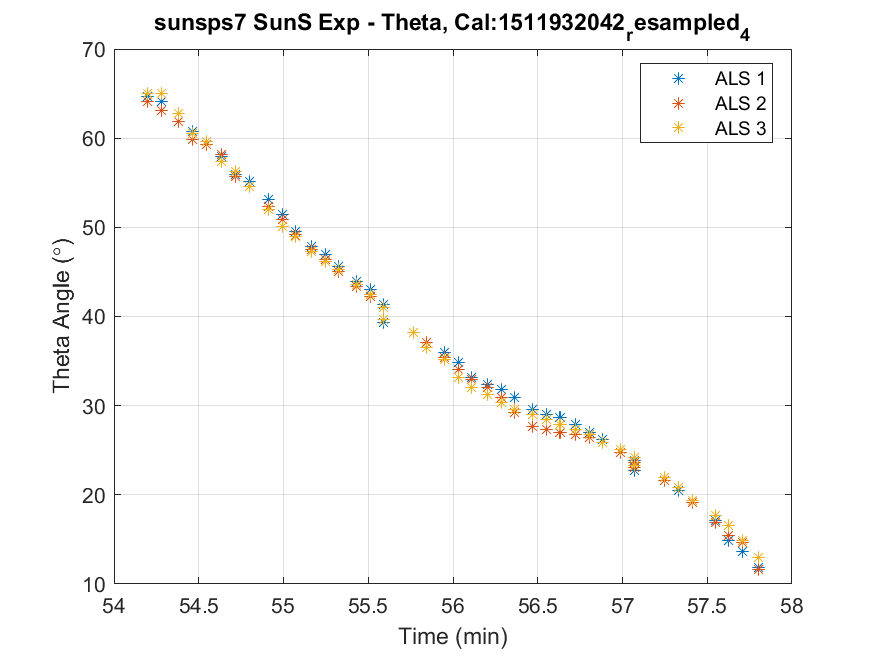 sunsps7 SunS Exp - Theta, Cal:1511932042resampled4
70
60
50
40
30
20
10
Theta Angle (°)
ALS 1
ALS 2
ALS 3
54 54.5 55 55.5 56 56.5 57 57.5 58
Time (min)